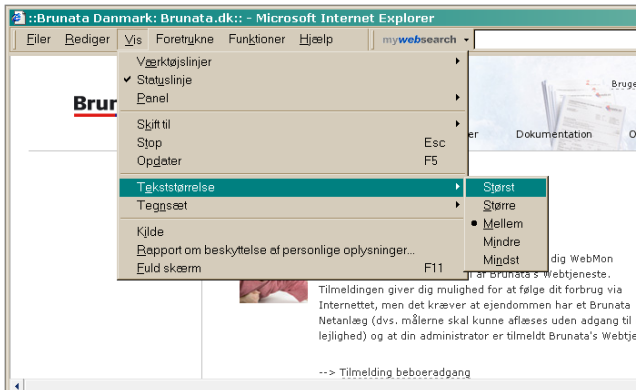 ::Brunata Danmark: Brunata.dk:: - Microsoft Internet Explorer
Filer Rediger Vis Foretrukne Funktioner Hjælp mywebsearch
Værktøjslinjer
Statuslinje
Panel
Skift til
Stop Esc
Opdater F5
Tekststørrelse
Tegnsæt
Kilde
Rapport om beskyttelse af personlige oplysninger...
Fuld skærm F11
Størst
Større
Mellem
Mindre
Mindst
Brun
Bruge
er Dokumentation O
dig WebMon
af Brunata's Webtjeneste.
Tilmeldingen giver dig mulighed for at følge dit forbrug via
Internettet, men det kræver at ejendommen har et Brunata
Netanlæg (dvs. målerne skal kunne aflæses uden adgang til
lejlighed) og at din administrator er tilmeldt Brunata's Webtje
--> Tilmelding beboeradgang